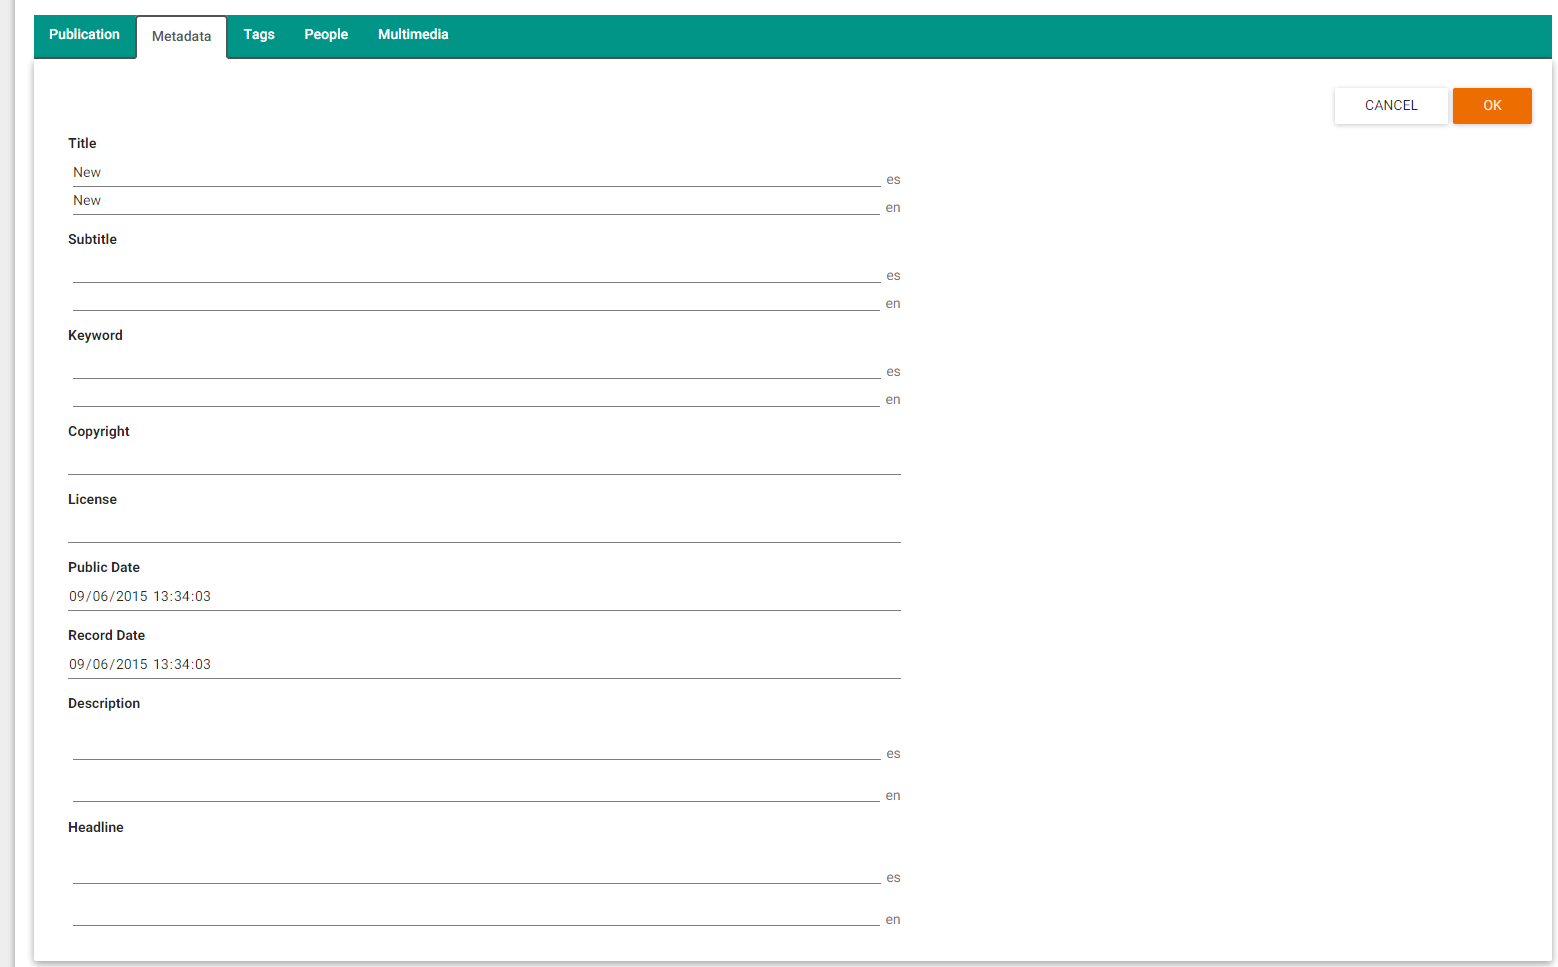 Publication Metadata Tags People Multimedia
CANCEL OK
Title
New es
New en
Subtitle
es
en
Keyword
es
en
Copyright
License
Public Date
09/06/2015 13:34:03
Record Date
09/06/2015 13:34:03
Description
es
en
Headline
es
en